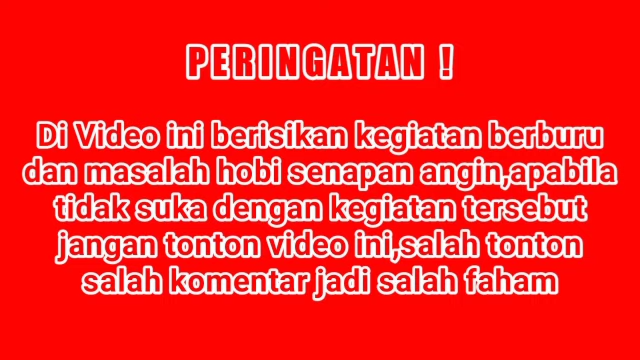 PERINGATAN !
Di Video ini berisikan kegiatan berburu
dan masalah hobi senapan angin,apabila
tidak suka dengan kegiatan tersebut
jangan tonton video ini,salah tonton
salah komentar jadi salah faham